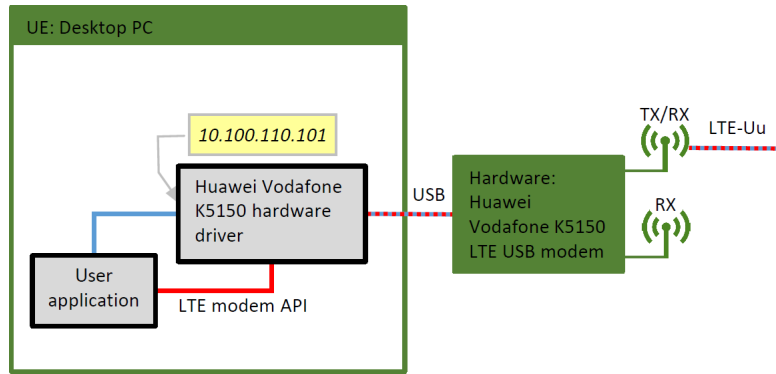 UE: Desktop PC
10.100.110.101
Huawei Vodafone
K5150 hardware
driver
User
application
LTE modem API
USB
Hardware:
Huawei
Vodafone K5150
LTE USB modem
TX/RX
LTE-Uu
RX